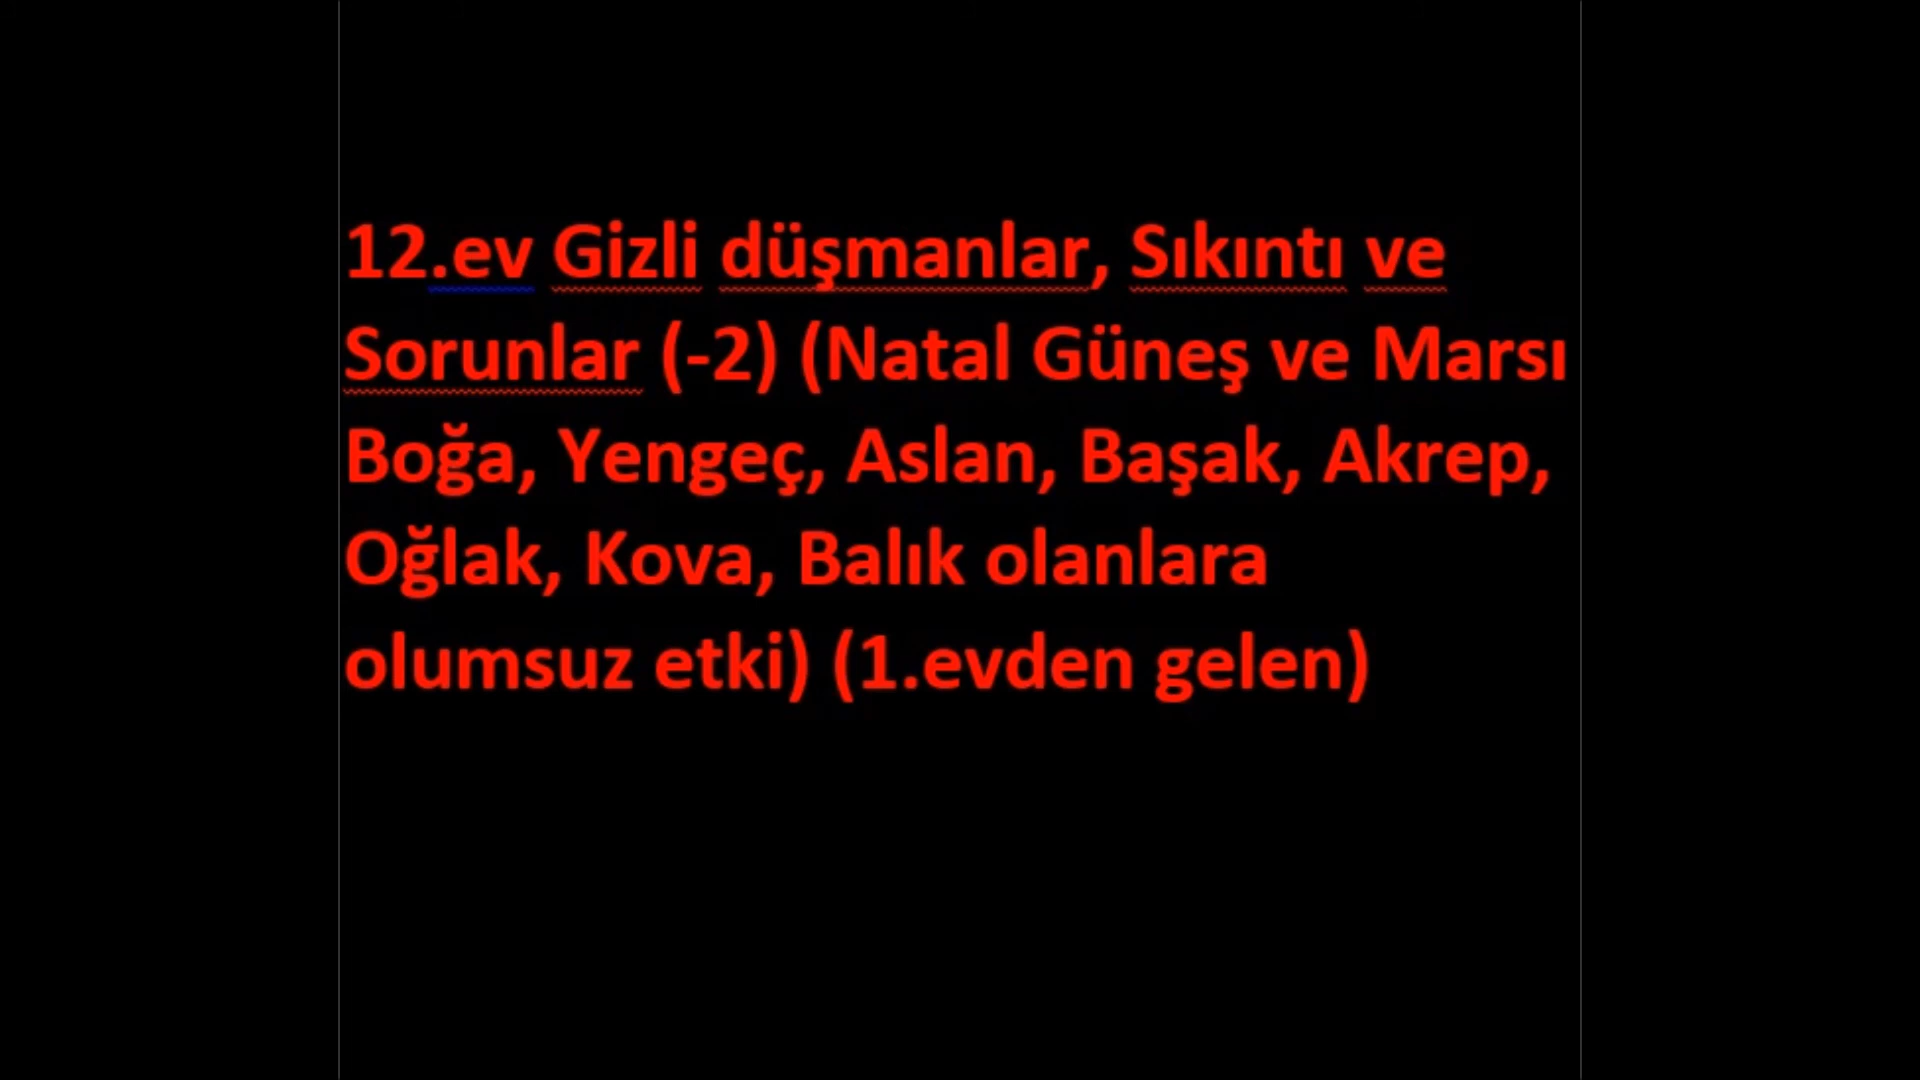 12.ev Gizli düşmanlar, Sıkıntı ve
Sorunlar (-2) (Natal Güneş ve Marsı
Boğa, Yengeç, Aslan, Başak, Akrep,
Oğlak, Kova, Balık olanlara
olumsuz etki) (1.evden gelen)